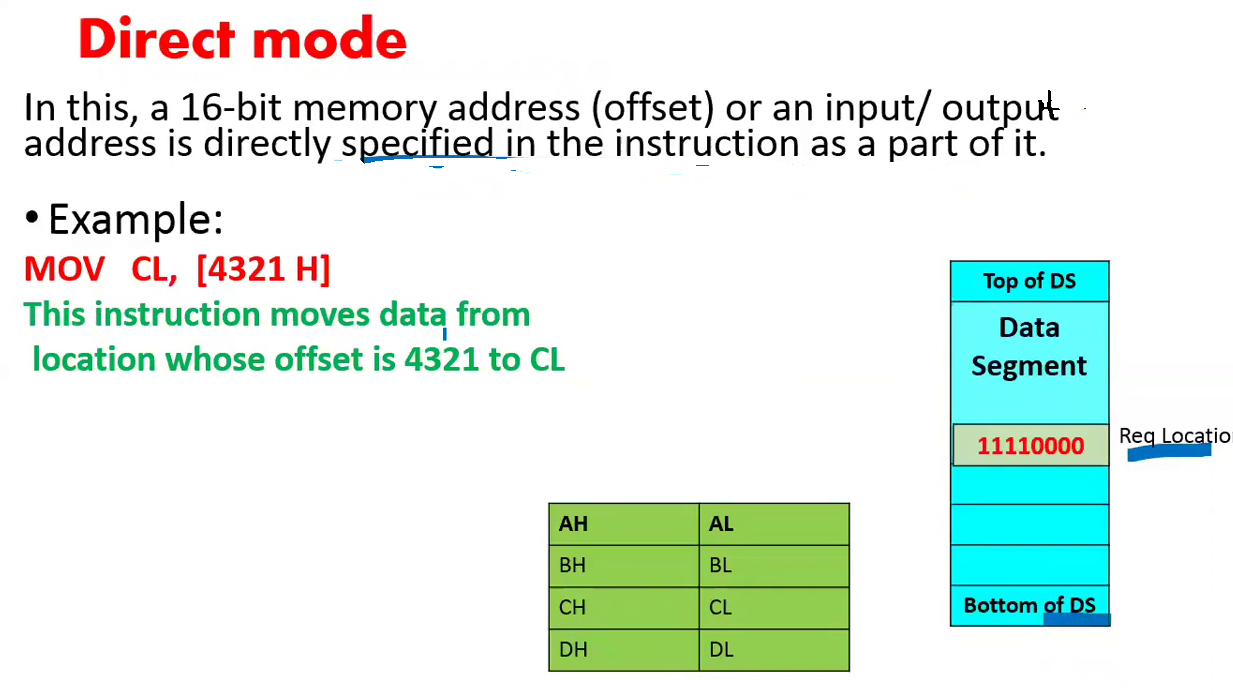 Direct mode
In this, a 16-bit memory address (offset) or an input/ output
address is directly specified in the instruction as a part of it.
• Example:
MOV CL, [4321 H]
This instruction moves data from
location whose offset is 4321 to CL
Top of DS
Data
Segment
11110000
Req Locatio
Bottom of DS
AH AL
BH BL
CH CL
DH DL